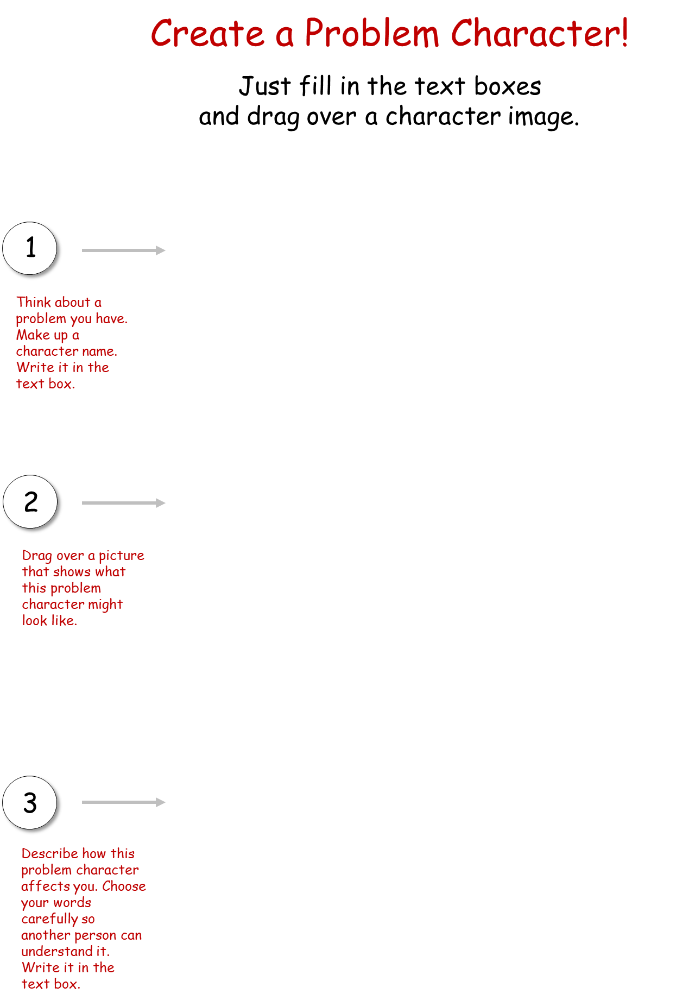 Create a Problem Character!
Just fill in the text boxes
and drag over a character image.
1
Think about a
problem you have.
Make up a
character name.
Write it in the
text box.
2
Drag over a picture
that shows what
this problem
character might
look like.
3
Describe how this
problem character
affects you. Choose
your words
carefully so
another person can
understand it.
Write it in the
text box.